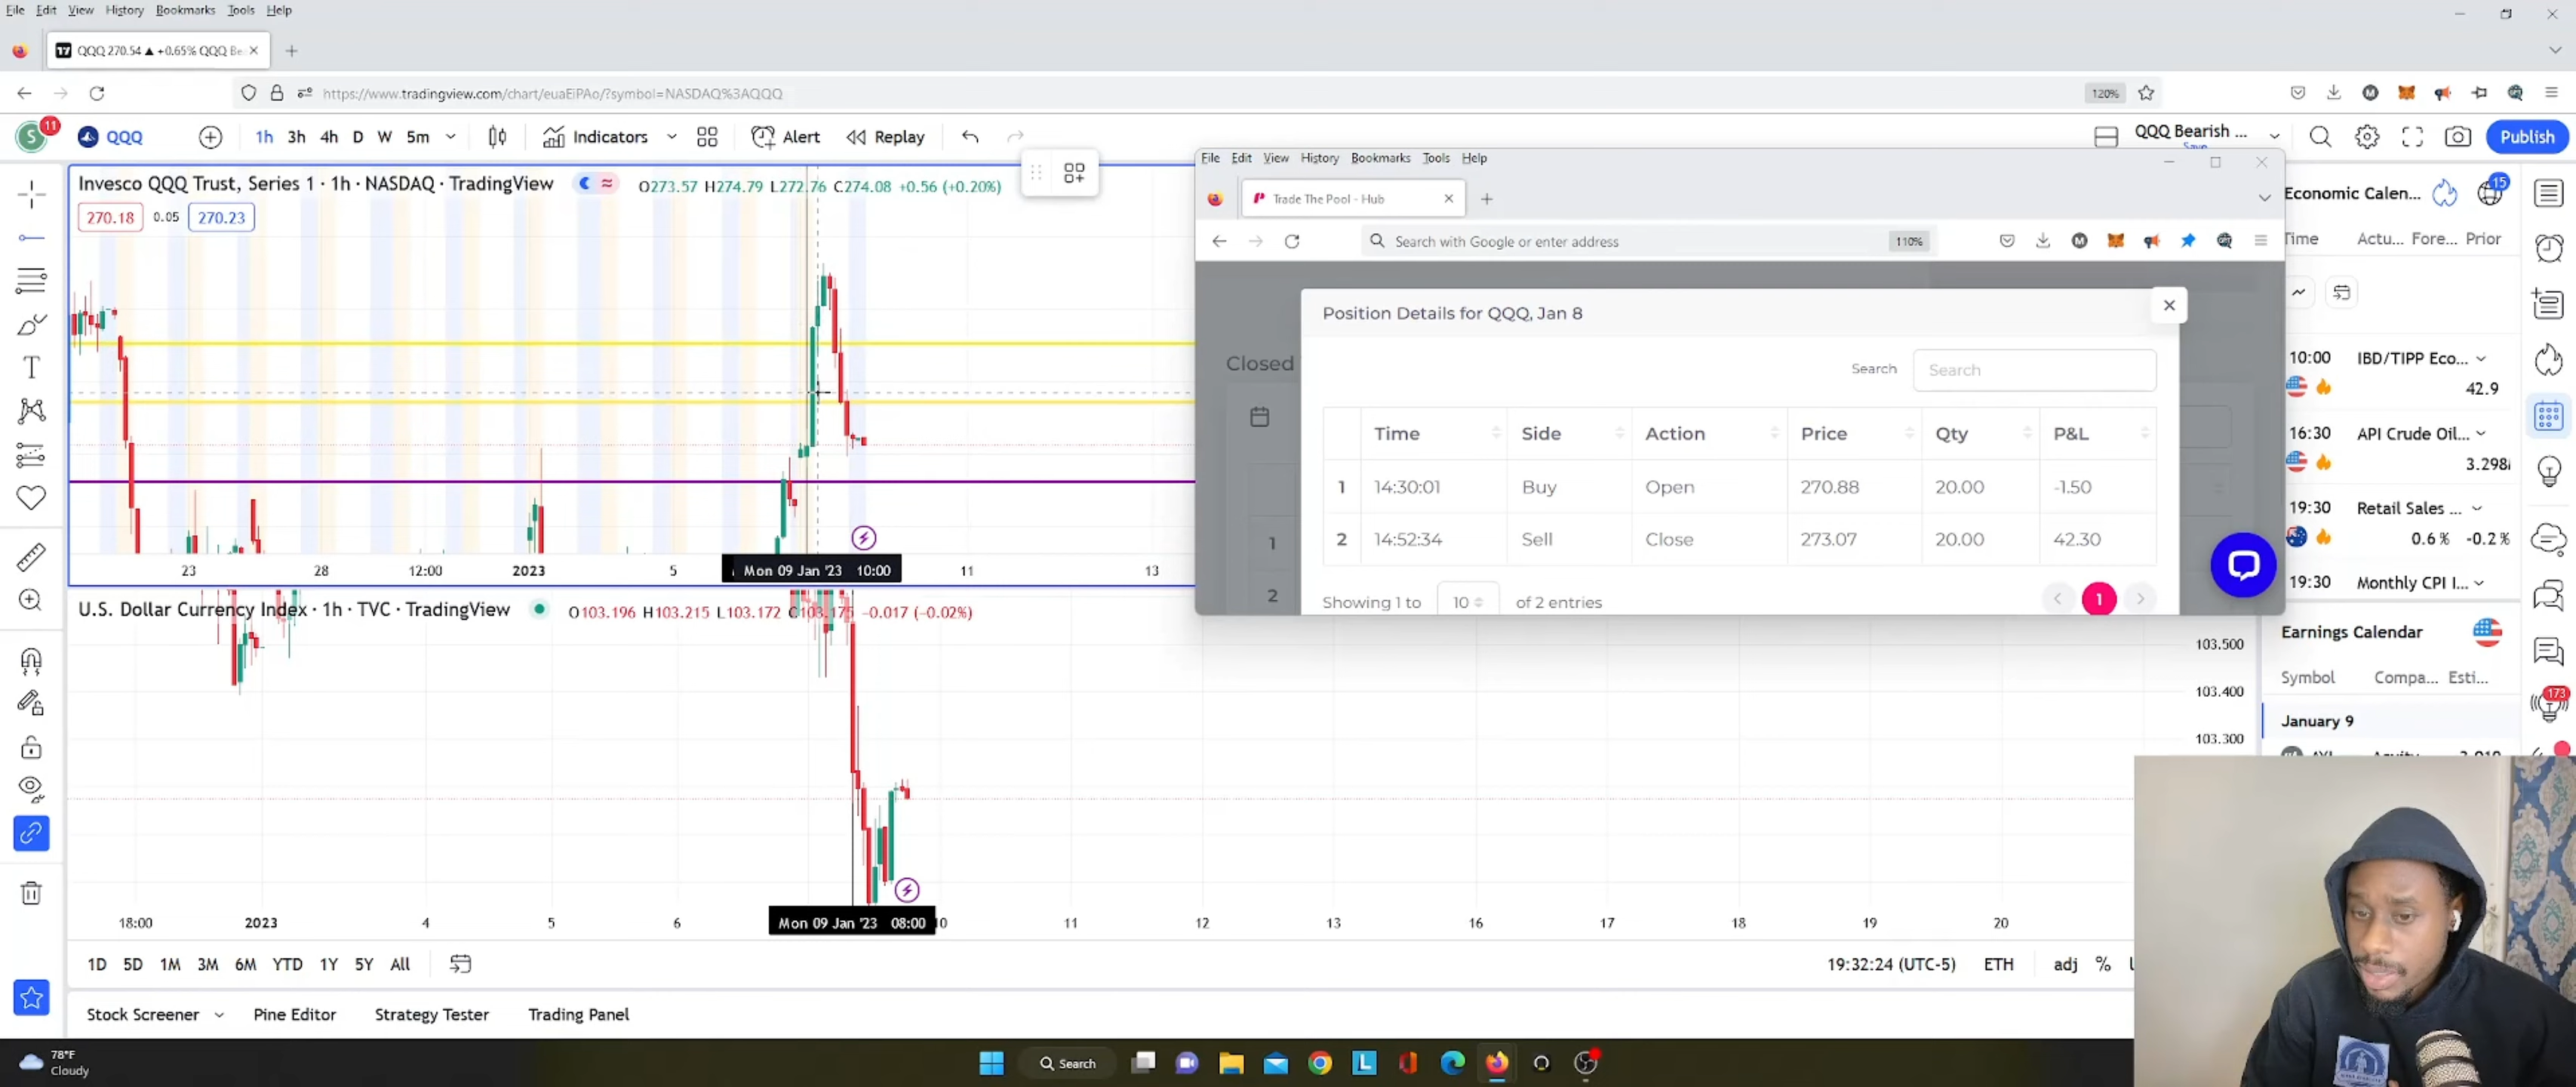 File Edit View History Bookmarks Tools Help
QQQ 270.54 ▲ +0.65% QQQ Be
https://www.tradingview.com/chart/euaEiPAo/?symbol=NASDAQ%3AQQQ
120%
S 11 QQQ 1h 3h 4h D W 5m Indicators Alert Replay
QQQ Bearish ...
Save
Publish
Invesco QQQ Trust, Series 1 · 1h · NASDAQ · TradingView
O273.57 H274.79 L272.76 C274.08 +0.56 (+0.20%)
270.18 0.05 270.23
23 28 12:00 2023 5 Mon 09 Jan '23 10:00 11 13
File Edit View History Bookmarks Tools Help
Trade The Pool - Hub
Search with Google or enter address
110%
Closed
Position Details for QQQ, Jan 8
Search Search
Time Side Action Price Qty P&L
1 14:30:01 Buy Open 270.88 20.00 -1.50
2 14:52:34 Sell Close 273.07 20.00 42.30
Showing 1 to 10 of 2 entries
1
1
2
Economic Calen...
15
Time Actu... Fore... Prior
10:00 IBD/TIPP Eco...
42.9
16:30 API Crude Oil...
19:30 Retail Sales ...
0.6% -0.2%
19:30 Monthly CPI I...
Earnings Calendar
Symbol Compa... Esti...
January 9
173
U.S. Dollar Currency Index · 1h · TVC · TradingView
O103.196 H103.215 L103.172 C103.175 -0.017 (-0.02%)
103.500
103.400
103.300
18:00 2023 4 5 6 Mon 09 Jan '23 08:00 10 11 12 13 16 17 18 19 20
1D 5D 1M 3M 6M YTD 1Y 5Y All
19:32:24 (UTC-5) ETH adj %
Stock Screener Pine Editor Strategy Tester Trading Panel
78°F
Cloudy
Search